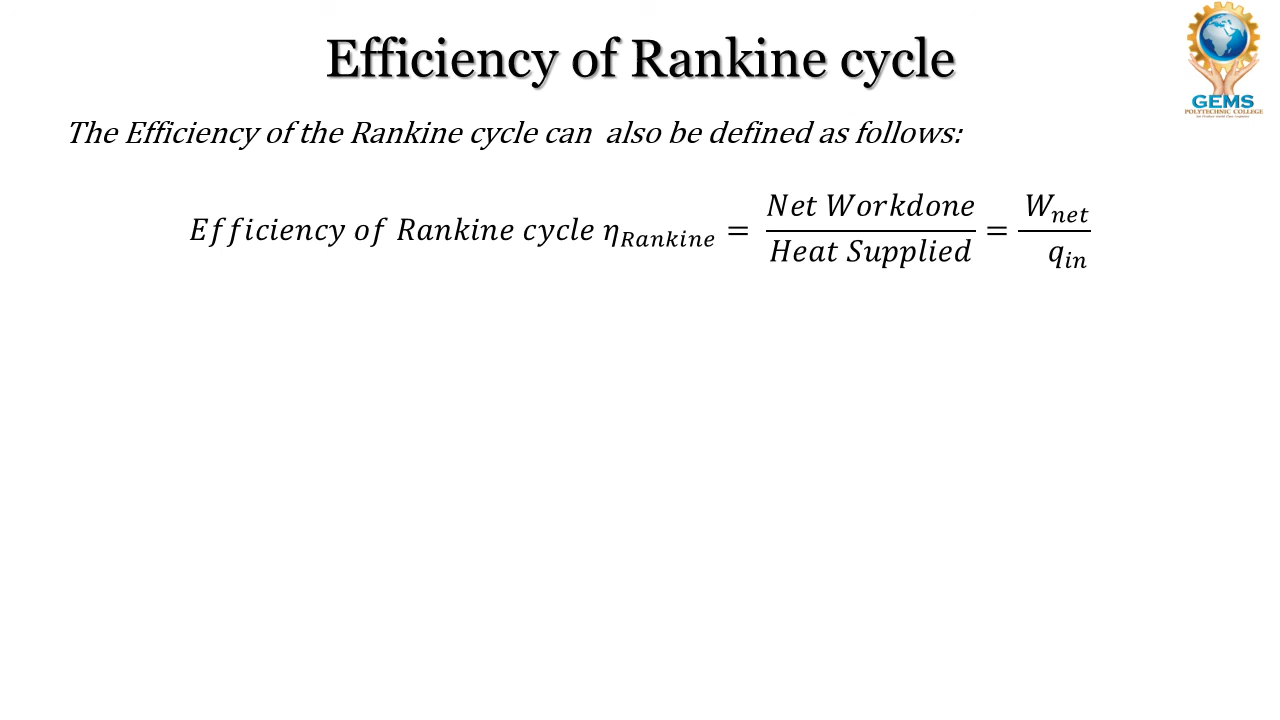 Efficiency of Rankine cycle
GEMS
POLYTECHNIC COLLEGE
The Efficiency of the Rankine cycle can also be defined as follows:
Efficiency of Rankine cycle η_Rankine = Net Workdone / Heat Supplied = W_net / q_in